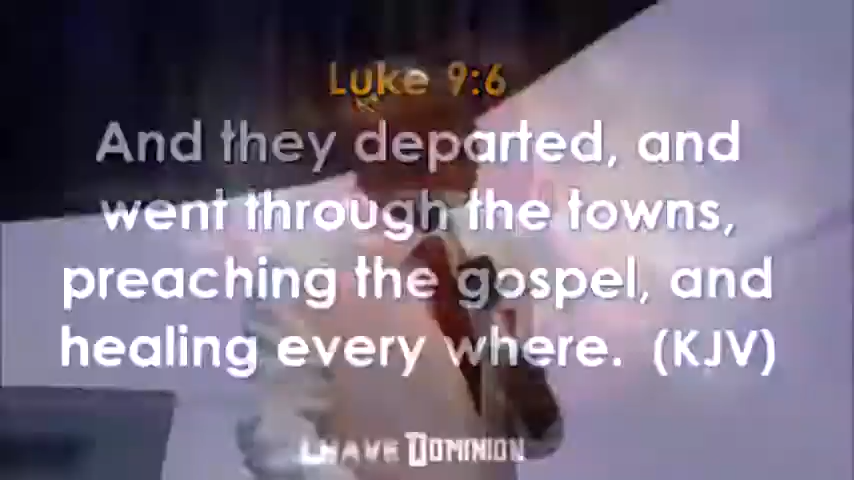 Luke 9:6
And they departed, and
went through the towns,
preaching the gospel, and
healing every where. (KJV)
I HAVE DOMINION